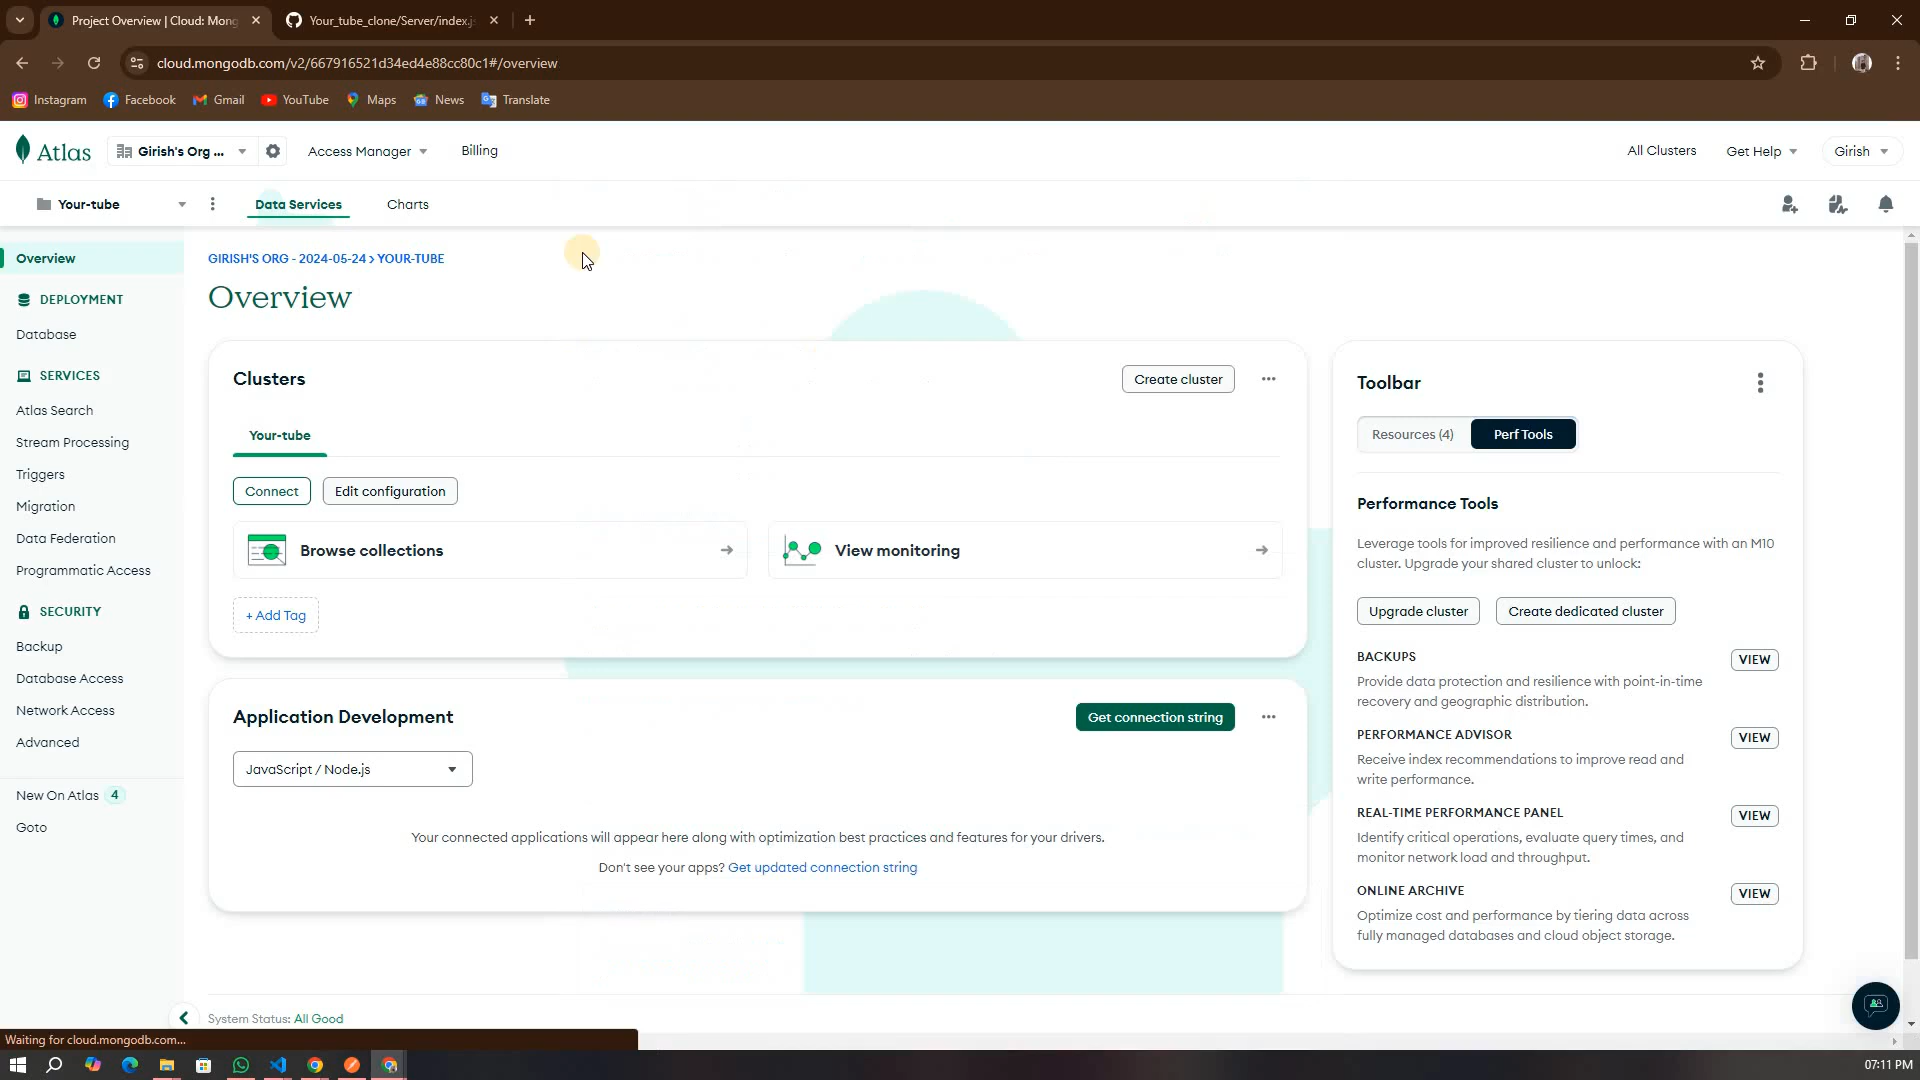 Project Overview | Cloud: Mong
Your_tube_clone/Server/index.j
cloud.mongodb.com/v2/667916521d34ed4e88cc80c1#/overview
Instagram
Facebook
Gmail
YouTube
Maps
News
Translate
Atlas
Girish's Org ...
Access Manager
Billing
All Clusters
Get Help
Girish
Your-tube
Data Services
Charts
Overview
DEPLOYMENT
Database
SERVICES
Atlas Search
Stream Processing
Triggers
Migration
Data Federation
Programmatic Access
SECURITY
Backup
Database Access
Network Access
Advanced
New On Atlas 4
Goto
GIRISH'S ORG - 2024-05-24 > YOUR-TUBE
Overview
Clusters
Create cluster
Your-tube
Connect
Edit configuration
Browse collections
View monitoring
+ Add Tag
Application Development
Get connection string
JavaScript / Node.js
Your connected applications will appear here along with optimization best practices and features for your drivers.
Don't see your apps? Get updated connection string
Toolbar
Resources (4)
Perf Tools
Performance Tools
Leverage tools for improved resilience and performance with an M10
cluster. Upgrade your shared cluster to unlock:
Upgrade cluster
Create dedicated cluster
BACKUPS
VIEW
Provide data protection and resilience with point-in-time
recovery and geographic distribution.
PERFORMANCE ADVISOR
VIEW
Receive index recommendations to improve read and
write performance.
REAL-TIME PERFORMANCE PANEL
VIEW
Identify critical operations, evaluate query times, and
monitor network load and throughput.
ONLINE ARCHIVE
VIEW
Optimize cost and performance by tiering data across
fully managed databases and cloud object storage.
System Status: All Good
Waiting for cloud.mongodb.com...
07:11 PM